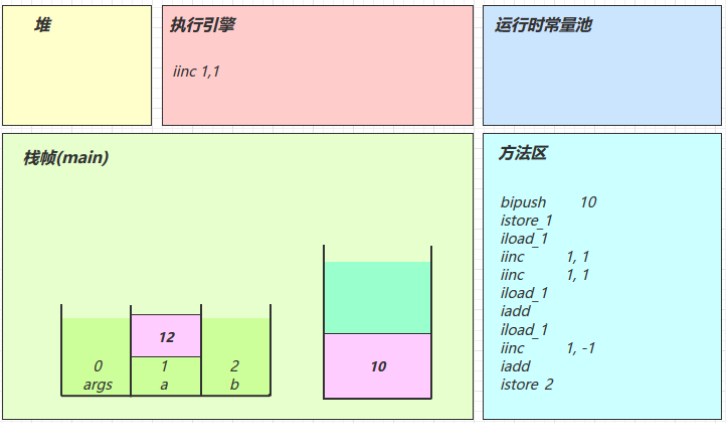 堆
执行引擎
iinc 1,1
运行时常量池
栈帧(main)
12
0 1 2
args a b
10
方法区
bipush 10
istore_1
iload_1
iinc 1, 1
iinc 1, 1
iload_1
iadd
iload_1
iinc 1, -1
iadd
istore 2